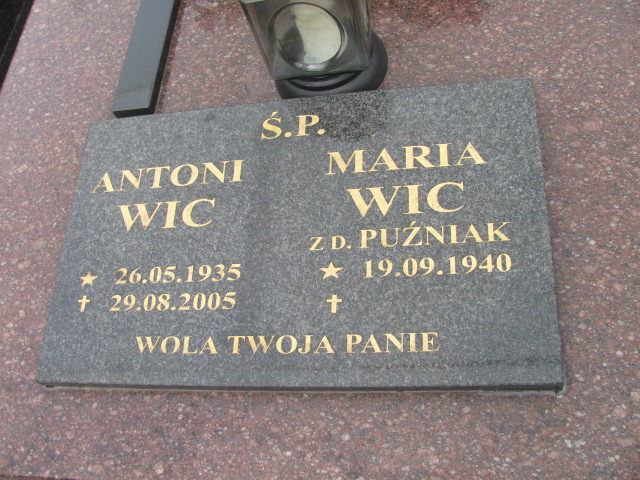 Ś.P.
ANTONI
WIC
★ 26.05.1935
✝ 29.08.2005
MARIA
WIC
Z D. PUŹNIAK
★ 19.09.1940
✝
WOLA TWOJA PANIE